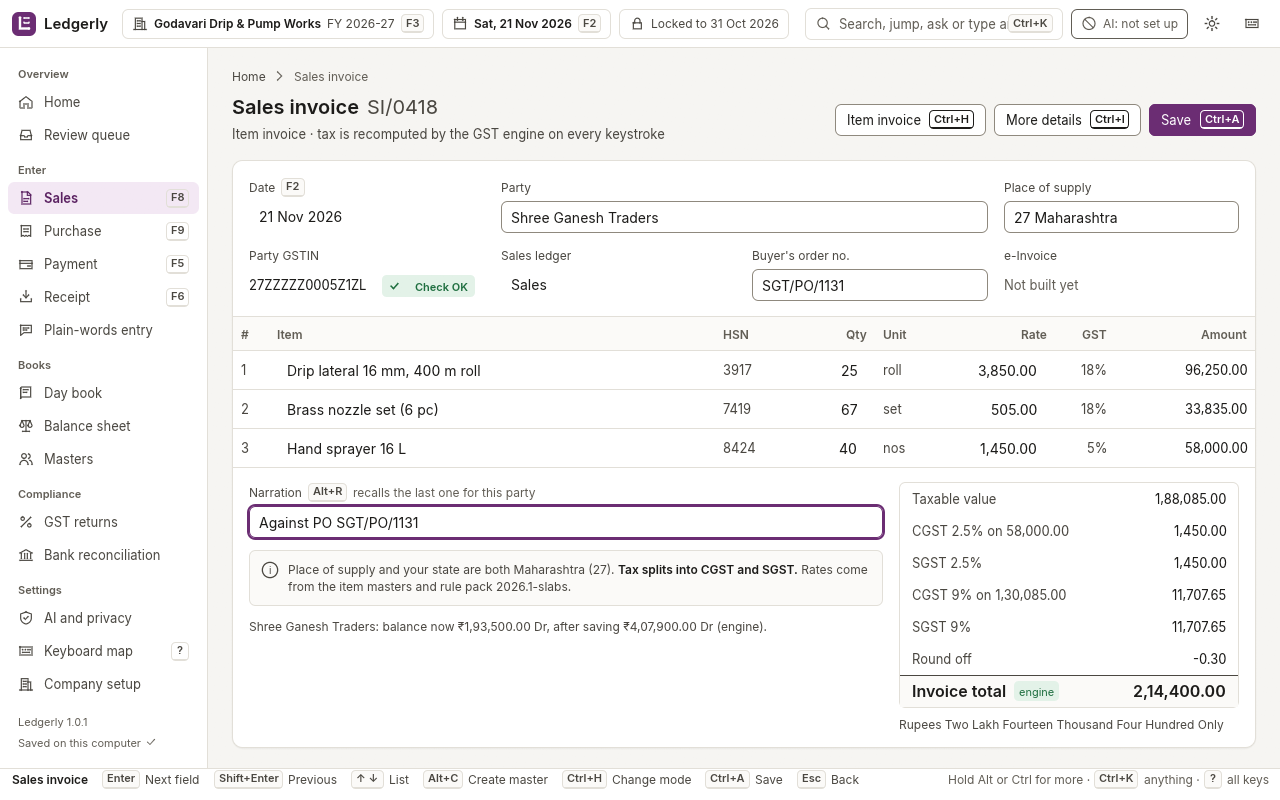 Ledgerly
Godavari Drip & Pump Works FY 2026-27 F3
Sat, 21 Nov 2026 F2
Locked to 31 Oct 2026
Search, jump, ask or type a Ctrl+K
AI: not set up
Overview
Home
Review queue
Enter
Sales F8
Purchase F9
Payment F5
Receipt F6
Plain-words entry
Books
Day book
Balance sheet
Masters
Compliance
GST returns
Bank reconciliation
Settings
AI and privacy
Keyboard map ?
Company setup
Ledgerly 1.0.1
Saved on this computer
Home > Sales invoice
Sales invoice SI/0418
Item invoice · tax is recomputed by the GST engine on every keystroke
Item invoice Ctrl+H
More details Ctrl+I
Save Ctrl+A
Date F2
21 Nov 2026
Party
Shree Ganesh Traders
Place of supply
27 Maharashtra
Party GSTIN
27ZZZZZ0005Z1ZL Check OK
Sales ledger
Sales
Buyer's order no.
SGT/PO/1131
e-Invoice
Not built yet
# Item HSN Qty Unit Rate GST Amount
1 Drip lateral 16 mm, 400 m roll 3917 25 roll 3,850.00 18% 96,250.00
2 Brass nozzle set (6 pc) 7419 67 set 505.00 18% 33,835.00
3 Hand sprayer 16 L 8424 40 nos 1,450.00 5% 58,000.00
Narration Alt+R recalls the last one for this party
Against PO SGT/PO/1131
Place of supply and your state are both Maharashtra (27). Tax splits into CGST and SGST. Rates come
from the item masters and rule pack 2026.1-slabs.
Shree Ganesh Traders: balance now ₹1,93,500.00 Dr, after saving ₹4,07,900.00 Dr (engine).
Taxable value 1,88,085.00
CGST 2.5% on 58,000.00 1,450.00
SGST 2.5% 1,450.00
CGST 9% on 1,30,085.00 11,707.65
SGST 9% 11,707.65
Round off -0.30
Invoice total engine 2,14,400.00
Rupees Two Lakh Fourteen Thousand Four Hundred Only
Sales invoice Enter Next field Shift+Enter Previous ↑ ↓ List Alt+C Create master Ctrl+H Change mode Ctrl+A Save Esc Back Hold Alt or Ctrl for more · Ctrl+K anything · ? all keys